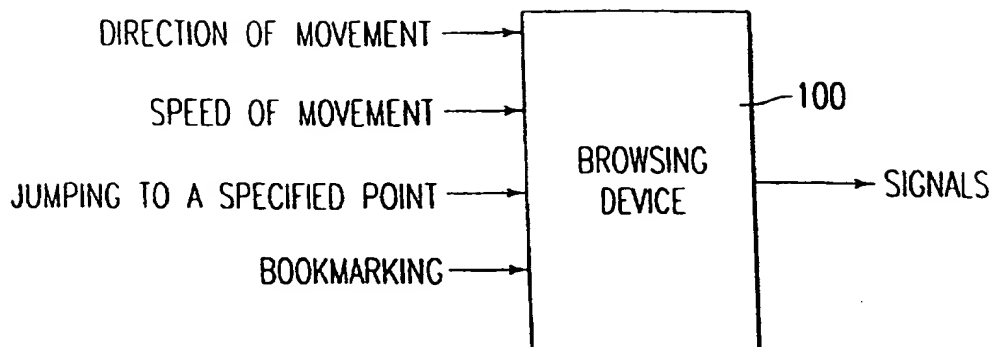 DIRECTION OF MOVEMENT
SPEED OF MOVEMENT
100
BROWSING
DEVICE
JUMPING TO A SPECIFIED POINT
SIGNALS
BOOKMARKING